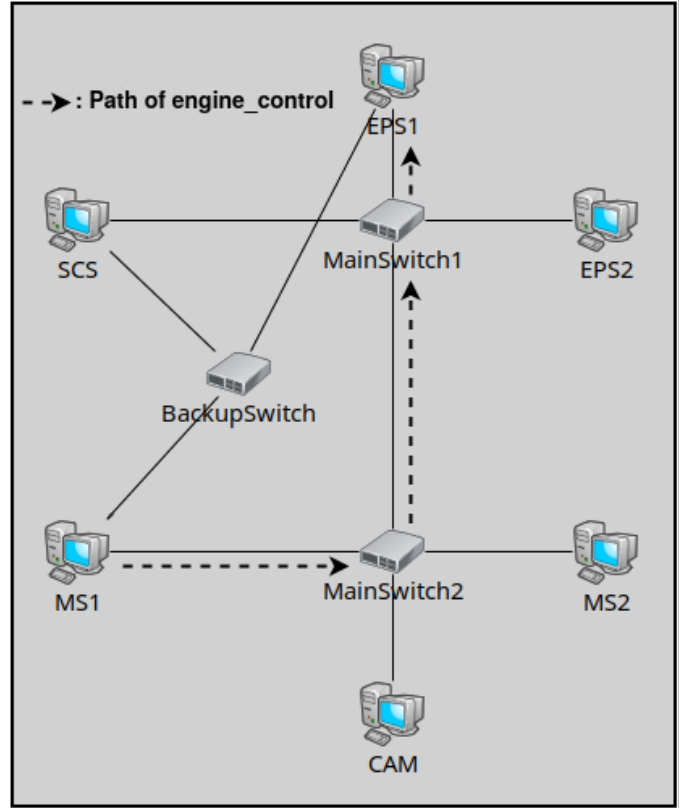 : Path of engine_control
EPS1
SCS
MainSwitch1
EPS2
BackupSwitch
MS1
MainSwitch2
MS2
CAM